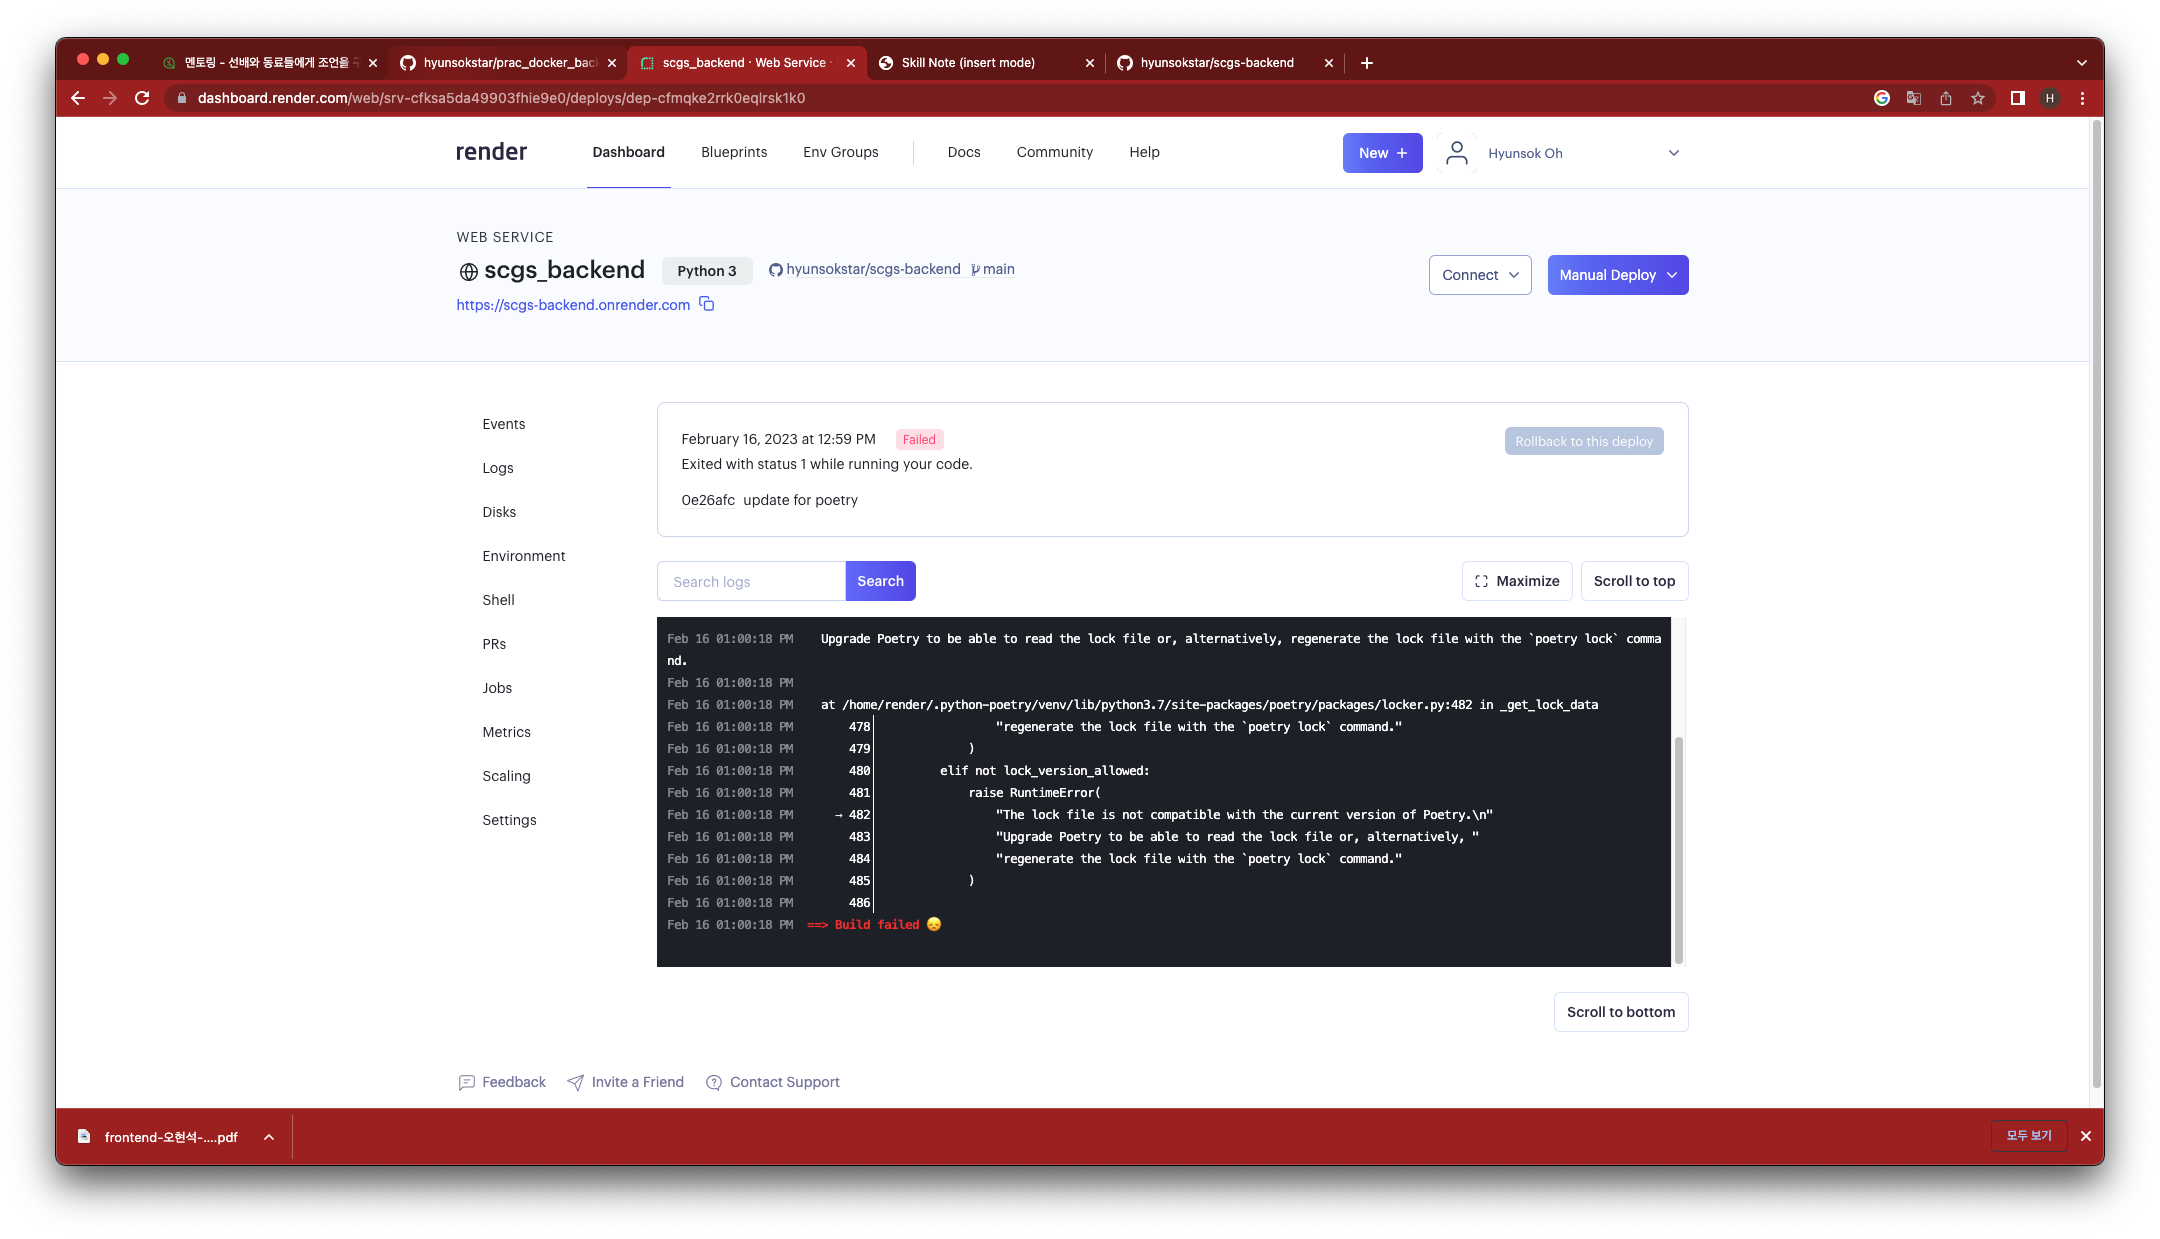 멘토링 - 선배와 동료들에게 조언을
hyunsokstar/prac_docker_bac
scgs_backend · Web Service ·
Skill Note (insert mode)
hyunsokstar/scgs-backend
dashboard.render.com/web/srv-cfksa5da49903fhie9e0/deploys/dep-cfmqke2rrk0eqlrsk1k0
H
render
Dashboard
Blueprints
Env Groups
Docs
Community
Help
New +
Hyunsok Oh
WEB SERVICE
scgs_backend
Python 3
hyunsokstar/scgs-backend
main
Connect
Manual Deploy
https://scgs-backend.onrender.com
Events
Logs
Disks
Environment
Shell
PRs
Jobs
Metrics
Scaling
Settings
February 16, 2023 at 12:59 PM
Failed
Rollback to this deploy
Exited with status 1 while running your code.
0e26afc update for poetry
Search logs
Search
Maximize
Scroll to top
Feb 16 01:00:18 PM Upgrade Poetry to be able to read the lock file or, alternatively, regenerate the lock file with the `poetry lock` comma
nd.
Feb 16 01:00:18 PM
Feb 16 01:00:18 PM at /home/render/.python-poetry/venv/lib/python3.7/site-packages/poetry/packages/locker.py:482 in _get_lock_data
Feb 16 01:00:18 PM 478 "regenerate the lock file with the `poetry lock` command."
Feb 16 01:00:18 PM 479 )
Feb 16 01:00:18 PM 480 elif not lock_version_allowed:
Feb 16 01:00:18 PM 481 raise RuntimeError(
Feb 16 01:00:18 PM → 482 "The lock file is not compatible with the current version of Poetry.\n"
Feb 16 01:00:18 PM 483 "Upgrade Poetry to be able to read the lock file or, alternatively, "
Feb 16 01:00:18 PM 484 "regenerate the lock file with the `poetry lock` command."
Feb 16 01:00:18 PM 485 )
Feb 16 01:00:18 PM 486
Feb 16 01:00:18 PM ==> Build failed 😞
Scroll to bottom
Feedback
Invite a Friend
Contact Support
frontend-오현석-....pdf
모두 보기